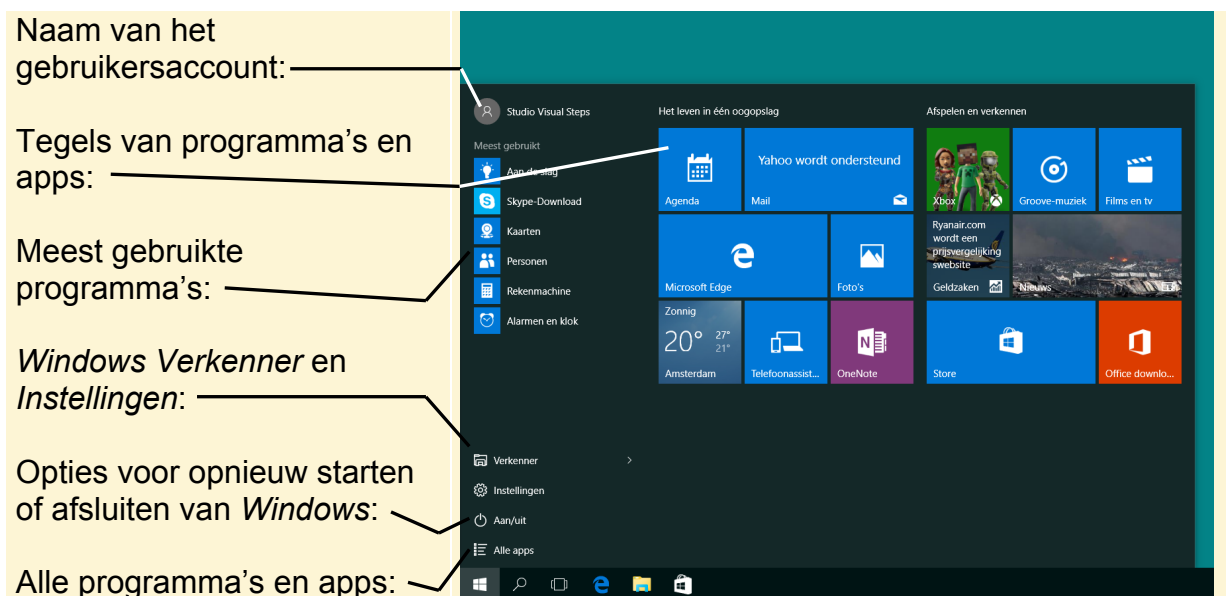 Naam van het
gebruikersaccount:
Tegels van programma's en
apps:
Meest gebruikte
programma's:
Windows Verkenner en
Instellingen:
Opties voor opnieuw starten
of afsluiten van Windows:
Alle programma's en apps:
Studio Visual Steps
Meest gebruikt
Aan de slag
Skype-Download
Kaarten
Personen
Rekenmachine
Alarmen en klok
Verkenner
Instellingen
Aan/uit
Alle apps
Het leven in één oogopslag
Agenda
Yahoo wordt ondersteund
Mail
Microsoft Edge
Foto's
Zonnig
20° 27°
21°
Amsterdam
Telefoonassist...
OneNote
Afspelen en verkennen
Xbox
Groove-muziek
Films en tv
Ryanair.com
wordt een
prijsvergelijking
swebsite
Geldzaken
Nieuws
Store
Office downlo...